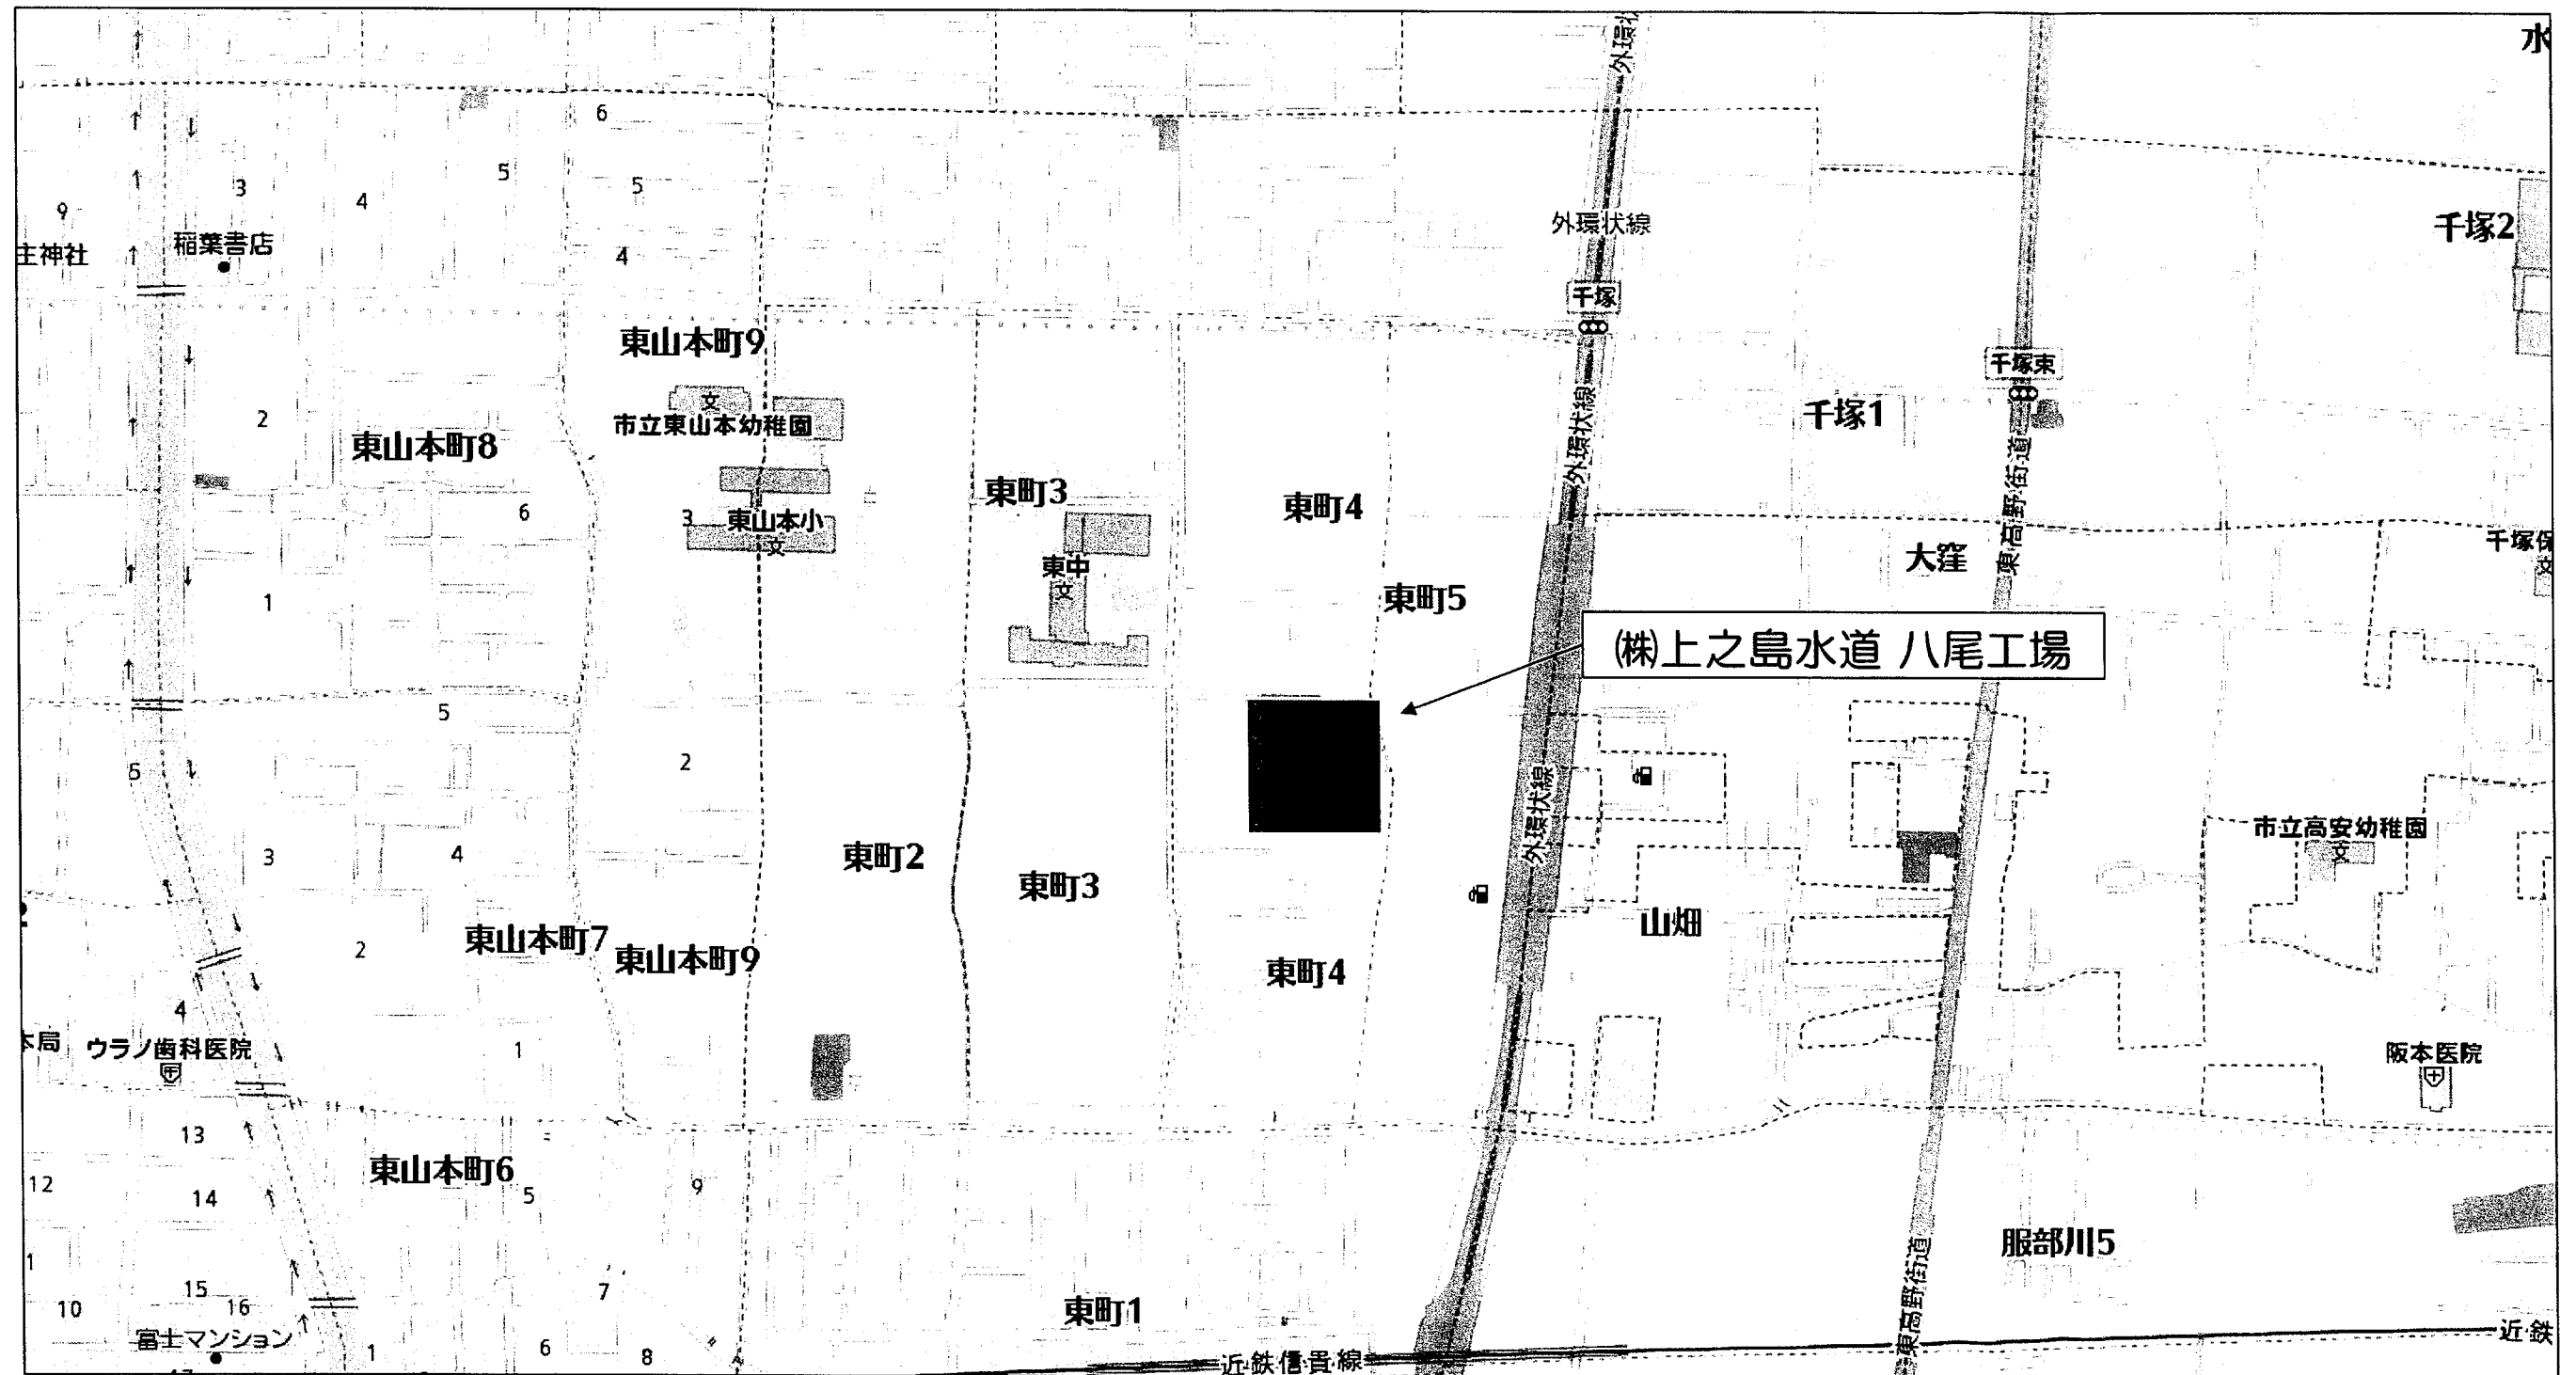 外環状
水
6
5
5
3
4
9
千塚2
外環状線
稲葉書店
主神社
4
千塚
東山本町9
千塚東
外環状線
千塚1
市立東山本幼稚園
2
東山本町8
東高野街道
東町3
東町4
6
3
東山本小
千塚保
大窪
東中
東町5
1
㈱上之島水道 八尾工場
5
2
5
外環状線
市立高安幼稚園
3
4
東町2
東町3
山畑
2
東山本町7
東山本町9
東町4
4
本局
ウラノ歯科医院
1
阪本医院
13
東山本町6
12
14
5
9
服部川5
東高野街道
1
15
16
10
7
東町1
富士マンション
1
6
8
近鉄信貴線
近鉄